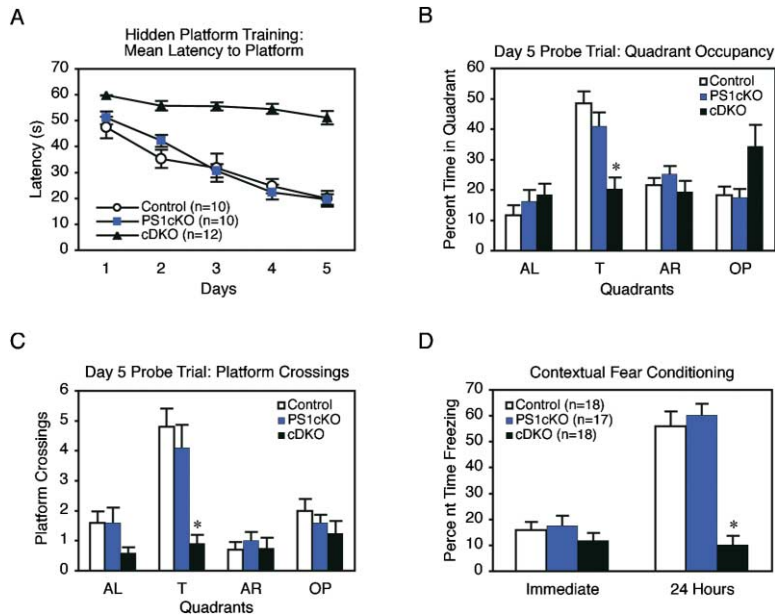 A
Hidden Platform Training:
Mean Latency to Platform
70
60
50
40
30
20
10
0
Latency (s)
Control (n=10)
PS1cKO (n=10)
cDKO (n=12)
1 2 3 4 5
Days
B
Day 5 Probe Trial: Quadrant Occupancy
60
50
40
30
20
10
0
Percent Time in Quadrant
Control
PS1cKO
cDKO
*
AL T AR OP
Quadrants
C
Day 5 Probe Trial: Platform Crossings
6
5
4
3
2
1
0
Platform Crossings
Control
PS1cKO
cDKO
*
AL T AR OP
Quadrants
D
Contextual Fear Conditioning
70
60
50
40
30
20
10
0
Perce nt Time Freezing
Control (n=18)
PS1cKO (n=17)
cDKO (n=18)
*
Immediate 24 Hours